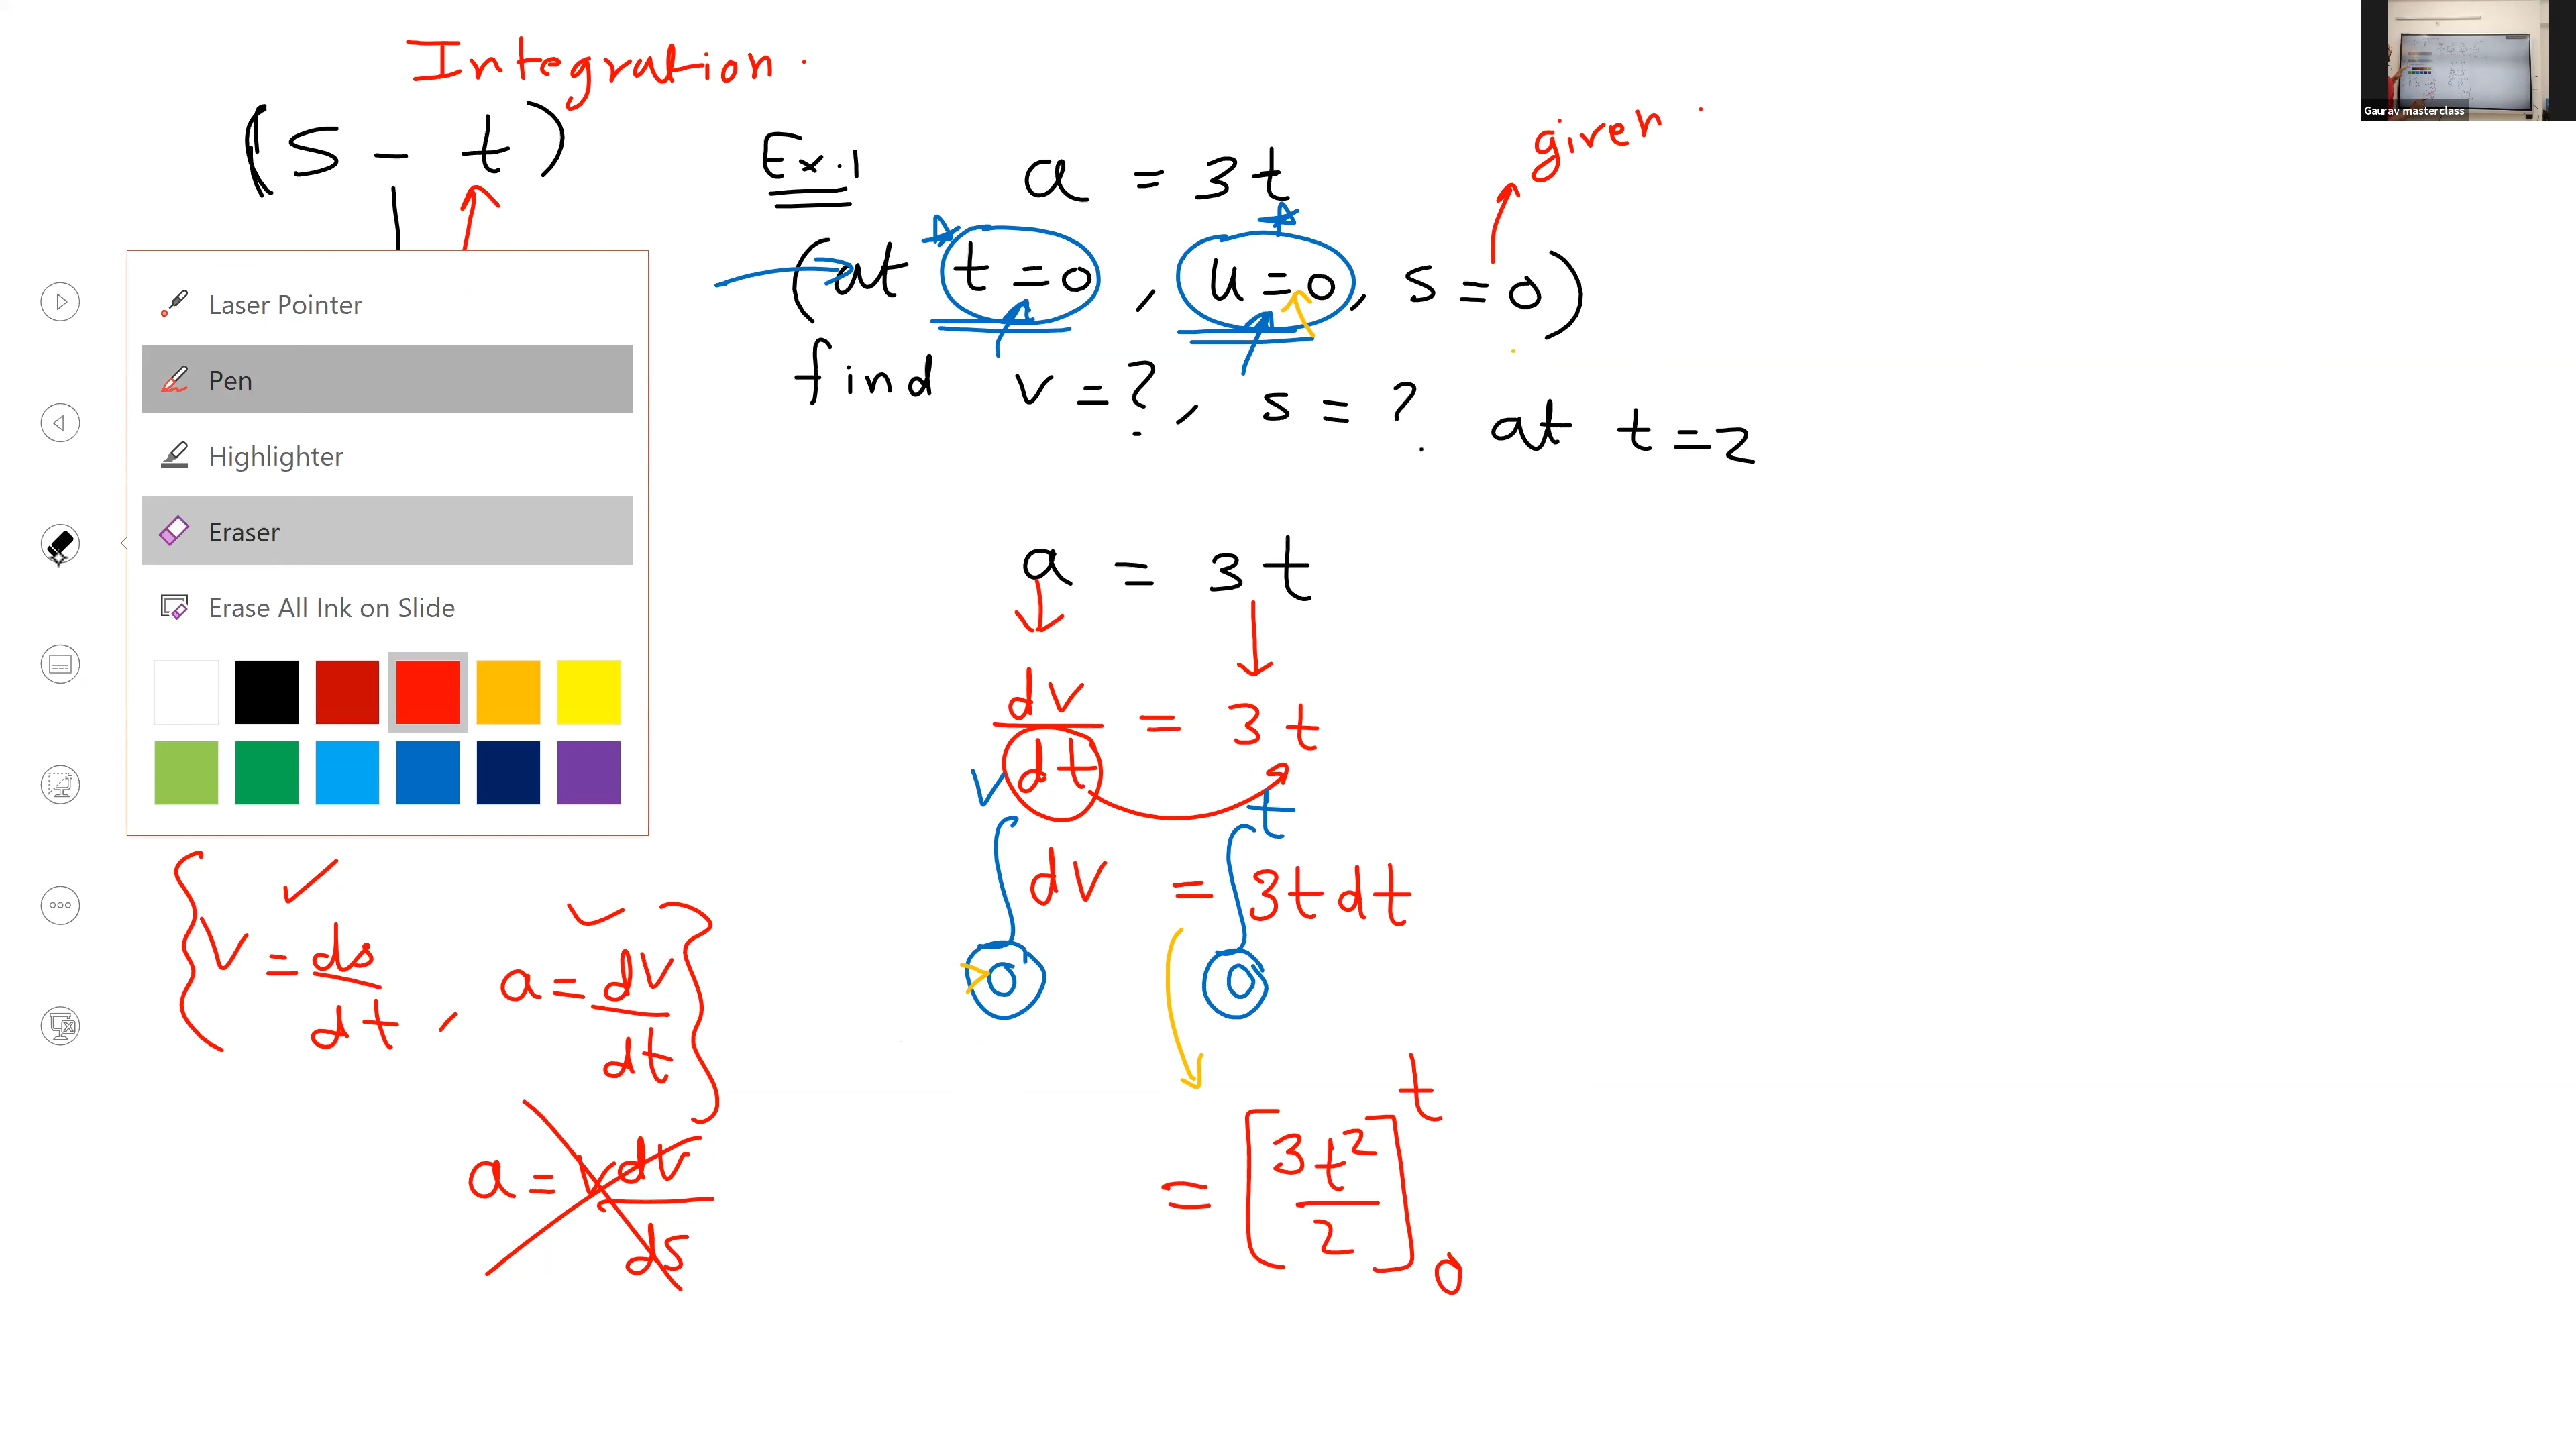 Integration.
(s - t)
Gaurav masterclass
Ex.1 a = 3t
given.
(at t = 0, u = 0, s = 0)
find v = ?, s = ? at t = 2
Laser Pointer
Pen
Highlighter
Eraser
Erase All Ink on Slide
a = 3t
dv/dt = 3t
v t
∫ dv = ∫ 3t dt
0 0
= [3t²/2]
t
0
v = ds/dt, a = dv/dt
a = v dv/ds